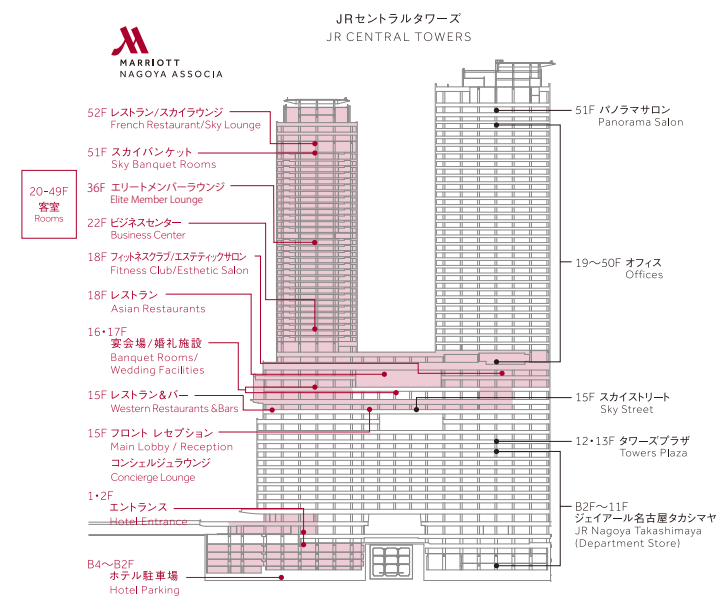 JRセントラルタワーズ
JR CENTRAL TOWERS
MARRIOTT
NAGOYA ASSOCIA
52F レストラン/スカイラウンジ
French Restaurant/Sky Lounge
51F スカイバンケット
Sky Banquet Rooms
20-49F
客室
Rooms
36F エリートメンバーラウンジ
Elite Member Lounge
22F ビジネスセンター
Business Center
18F フィットネスクラブ/エステティックサロン
Fitness Club/Esthetic Salon
18F レストラン
Asian Restaurants
16・17F
宴会場/婚礼施設
Banquet Rooms/
Wedding Facilities
15F レストラン&バー
Western Restaurants &Bars
15F フロント レセプション
Main Lobby / Reception
コンシェルジュラウンジ
Concierge Lounge
1・2F
エントランス
Hotel Entrance
B4〜B2F
ホテル駐車場
Hotel Parking
51F パノラマサロン
Panorama Salon
19〜50F オフィス
Offices
15F スカイストリート
Sky Street
12・13F タワーズプラザ
Towers Plaza
B2F〜11F
ジェイアール名古屋タカシマヤ
JR Nagoya Takashimaya
(Department Store)